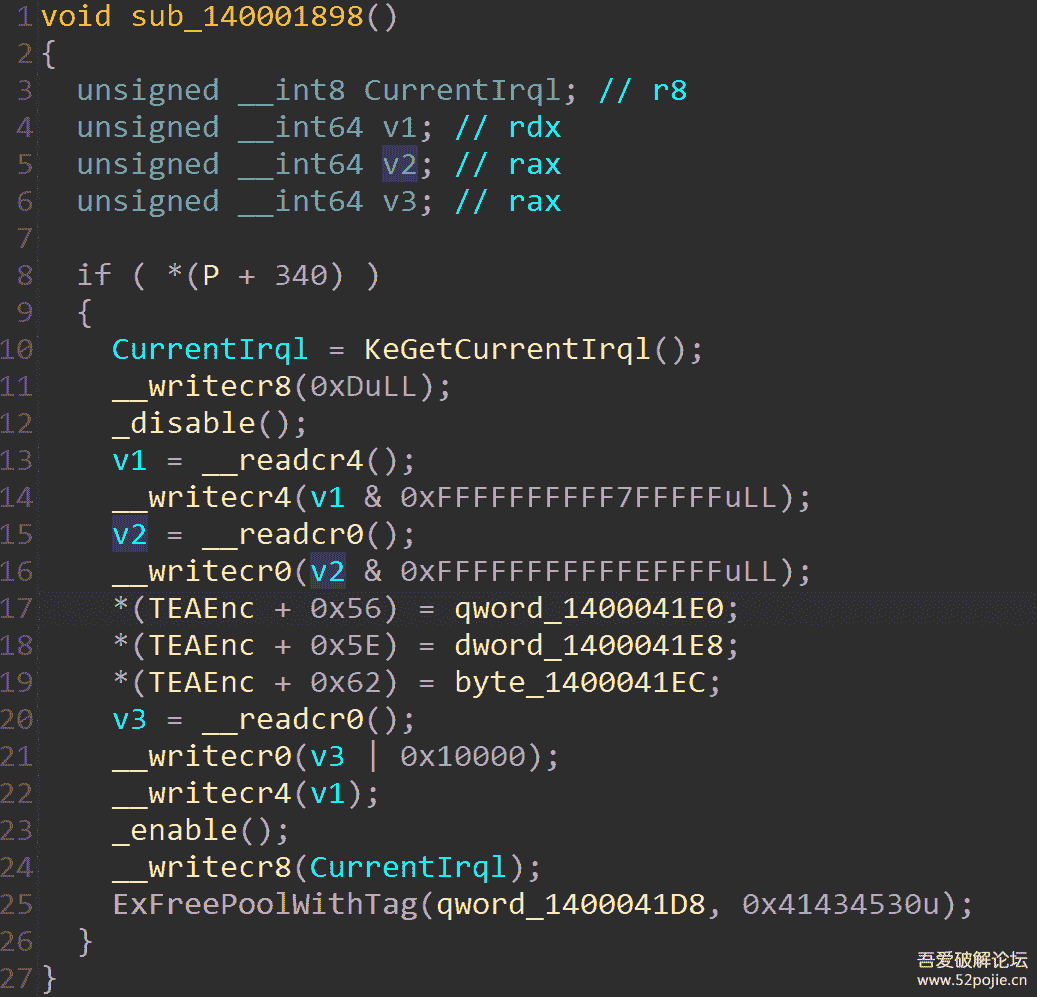 1 void sub_140001898()
2 {
3 unsigned __int8 CurrentIrql; // r8
4 unsigned __int64 v1; // rdx
5 unsigned __int64 v2; // rax
6 unsigned __int64 v3; // rax
7
8 if ( *(P + 340) )
9 {
10 CurrentIrql = KeGetCurrentIrql();
11 __writecr8(0xDuLL);
12 _disable();
13 v1 = __readcr4();
14 __writecr4(v1 & 0xFFFFFFFFFF7FFFFFuLL);
15 v2 = __readcr0();
16 __writecr0(v2 & 0xFFFFFFFFFFFEFFFFuLL);
17 *(TEAEnc + 0x56) = qword_1400041E0;
18 *(TEAEnc + 0x5E) = dword_1400041E8;
19 *(TEAEnc + 0x62) = byte_1400041EC;
20 v3 = __readcr0();
21 __writecr0(v3 | 0x10000);
22 __writecr4(v1);
23 _enable();
24 __writecr8(CurrentIrql);
25 ExFreePoolWithTag(qword_1400041D8, 0x41434530u);
26 }
27 }
吾爱破解论坛
www.52pojie.cn